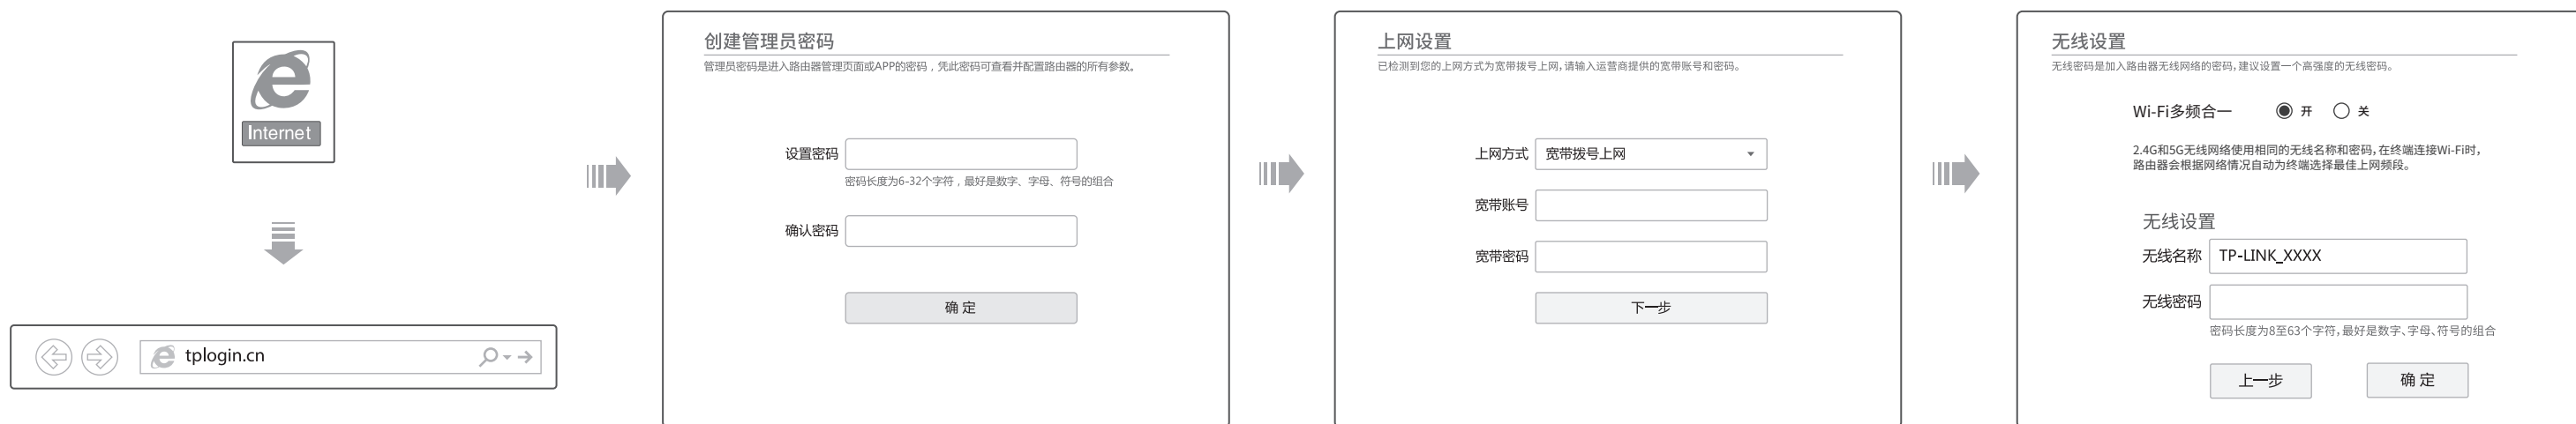 Internet
tplogin.cn
创建管理员密码
管理员密码是进入路由器管理页面或APP的密码，凭此密码可查看并配置路由器的所有参数。
设置密码
密码长度为6-32个字符，最好是数字、字母、符号的组合
确认密码
确 定
上网设置
已检测到您的上网方式为宽带拨号上网,请输入运营商提供的宽带账号和密码。
上网方式 宽带拨号上网
宽带账号
宽带密码
下一步
无线设置
无线密码是加入路由器无线网络的密码,建议设置一个高强度的无线密码。
Wi-Fi多频合一 开 关
2.4G和5G无线网络使用相同的无线名称和密码,在终端连接Wi-Fi时,
路由器会根据网络情况自动为终端选择最佳上网频段。
无线设置
无线名称 TP-LINK_XXXX
无线密码
密码长度为8至63个字符,最好是数字、字母、符号的组合
上一步 确 定